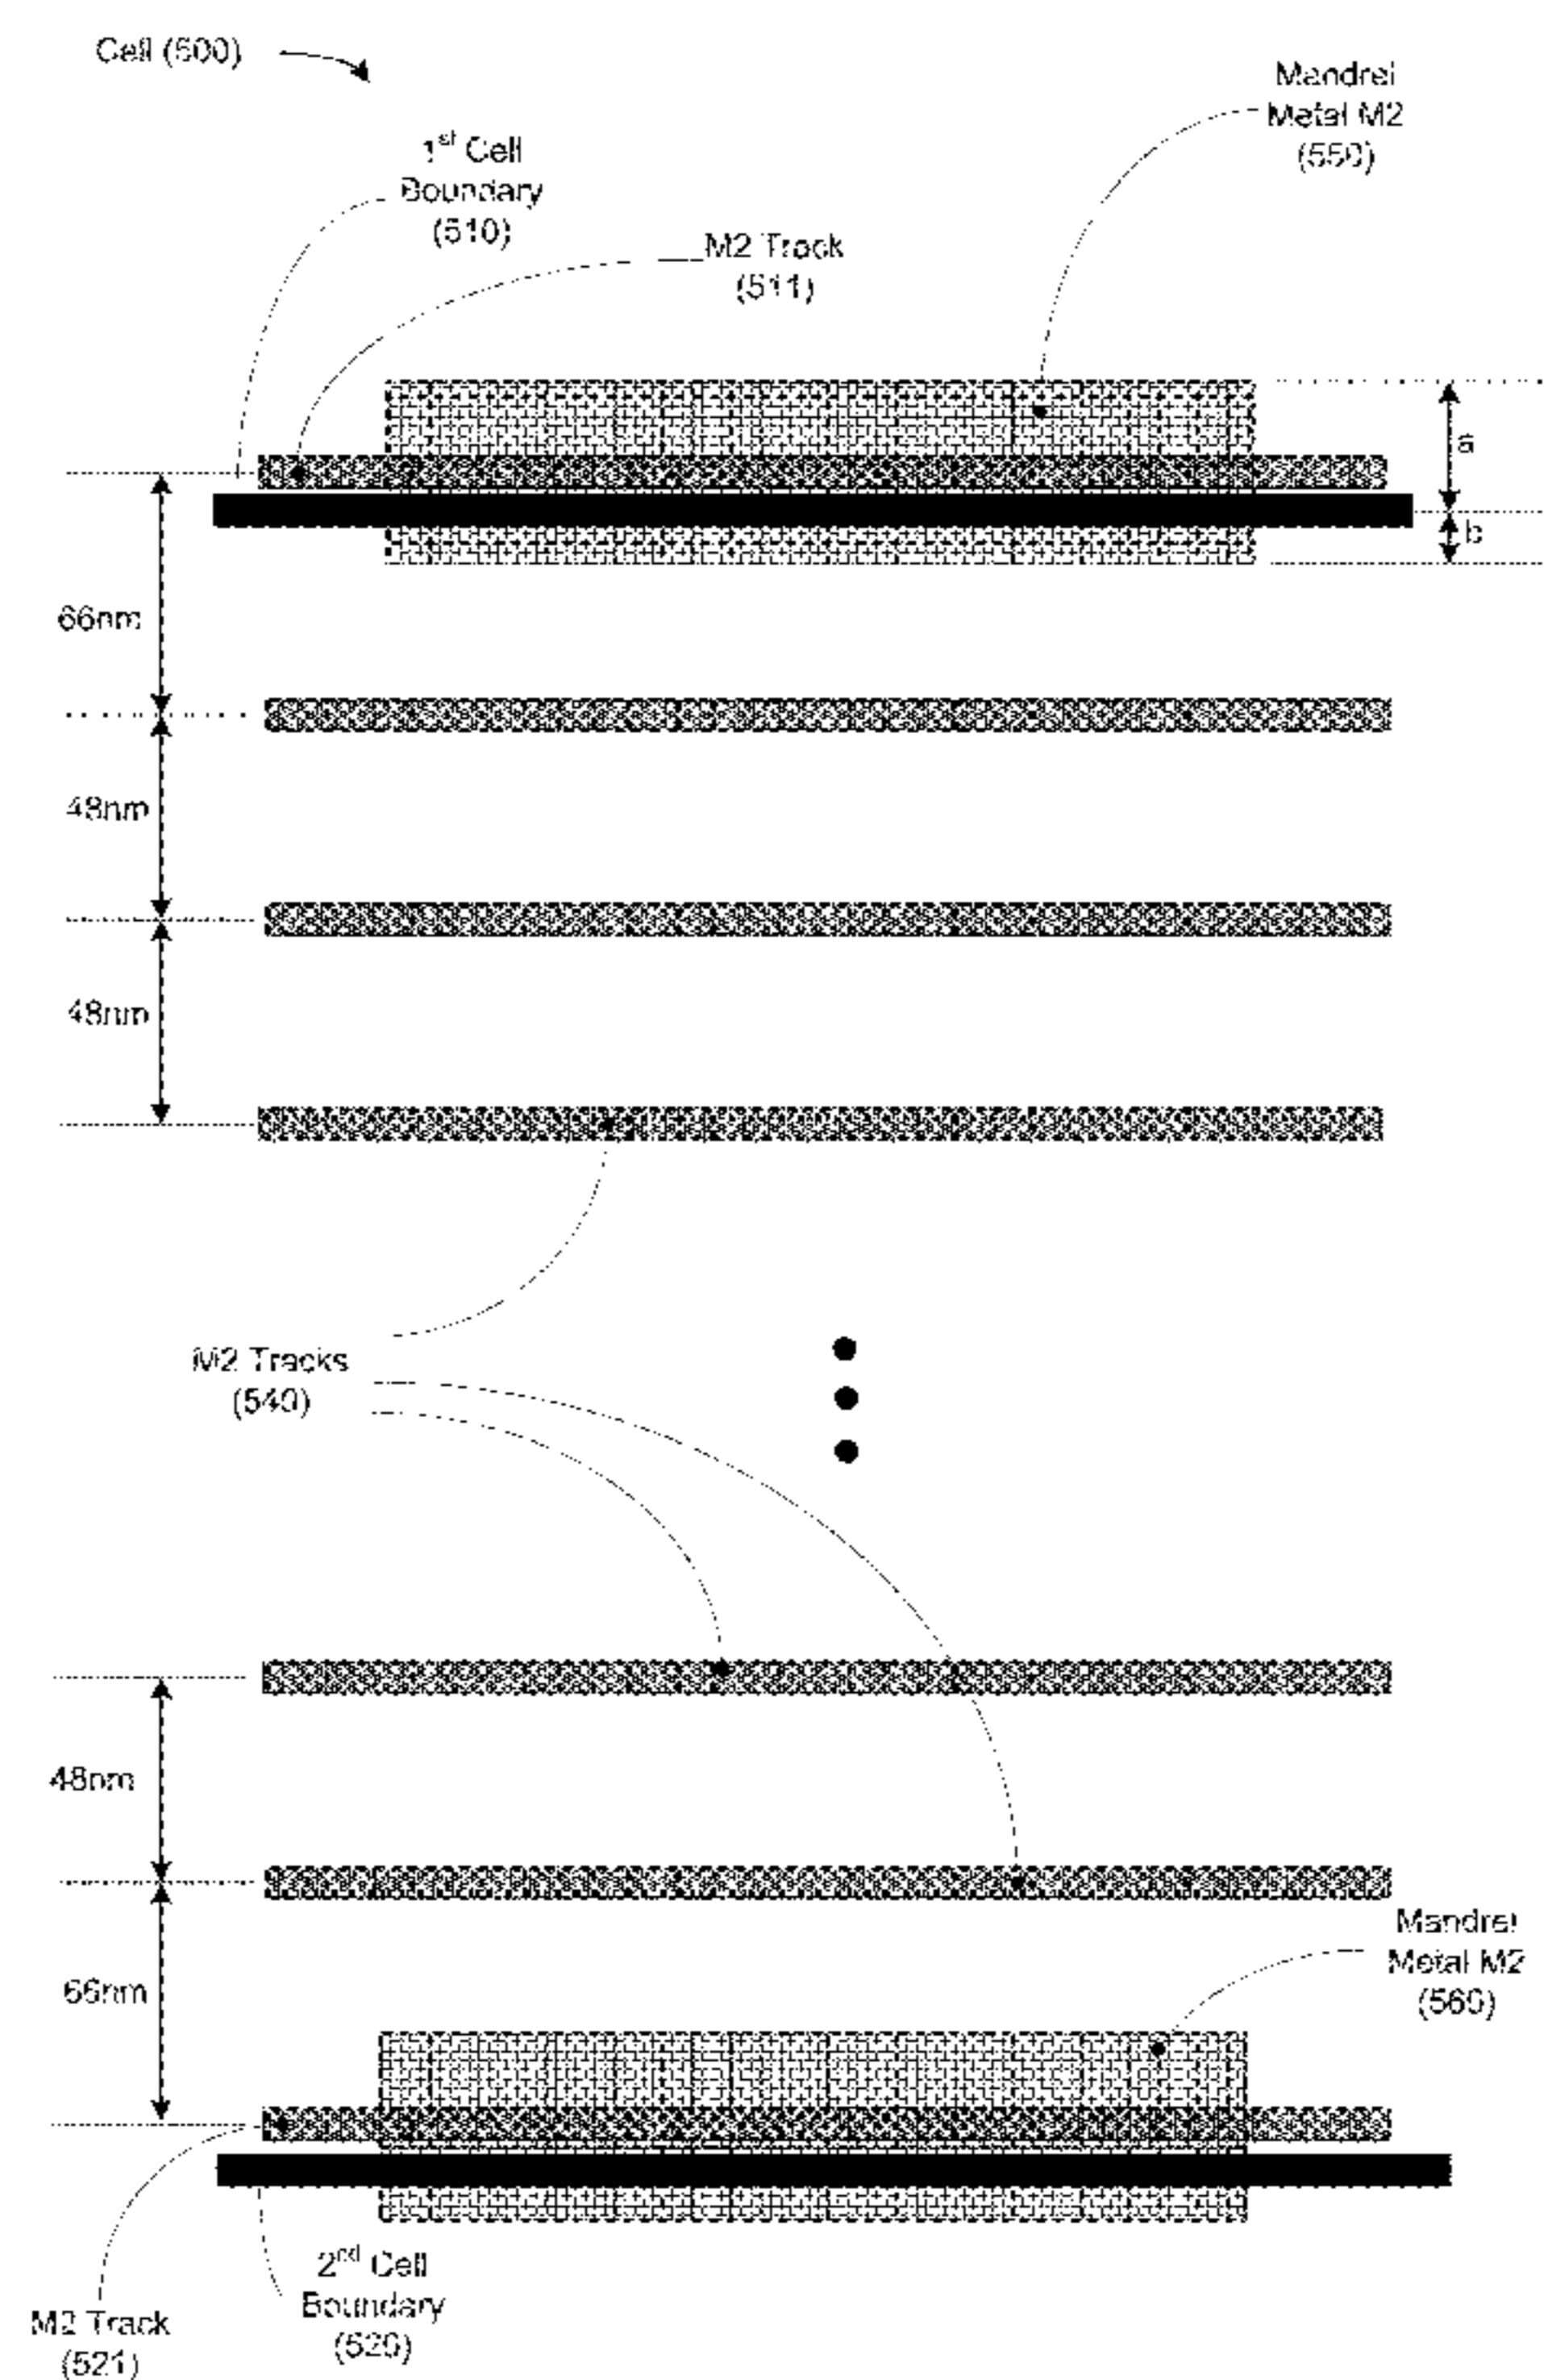 Cell (500)
Mandrel
Metal M2
(550)
1st Cell
Boundary
(510)
M2 Track
(511)
a
b
66nm
48nm
48nm
M2 Tracks
(540)
48nm
66nm
Mandrel
Metal M2
(560)
2nd Cell
Boundary
(520)
M2 Track
(521)